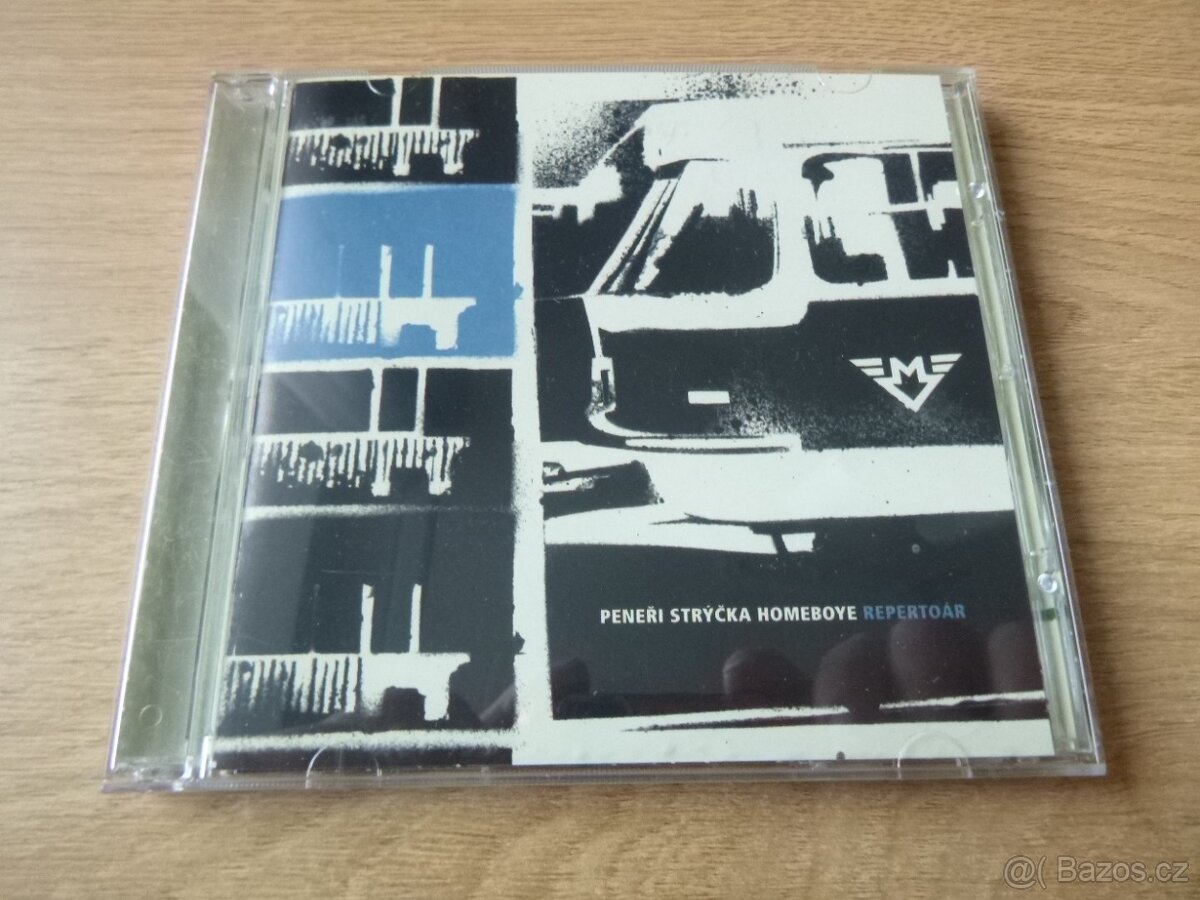 M
PENEŘI STRÝČKA HOMEBOYE REPERTOÁR
@( Bazos.cz